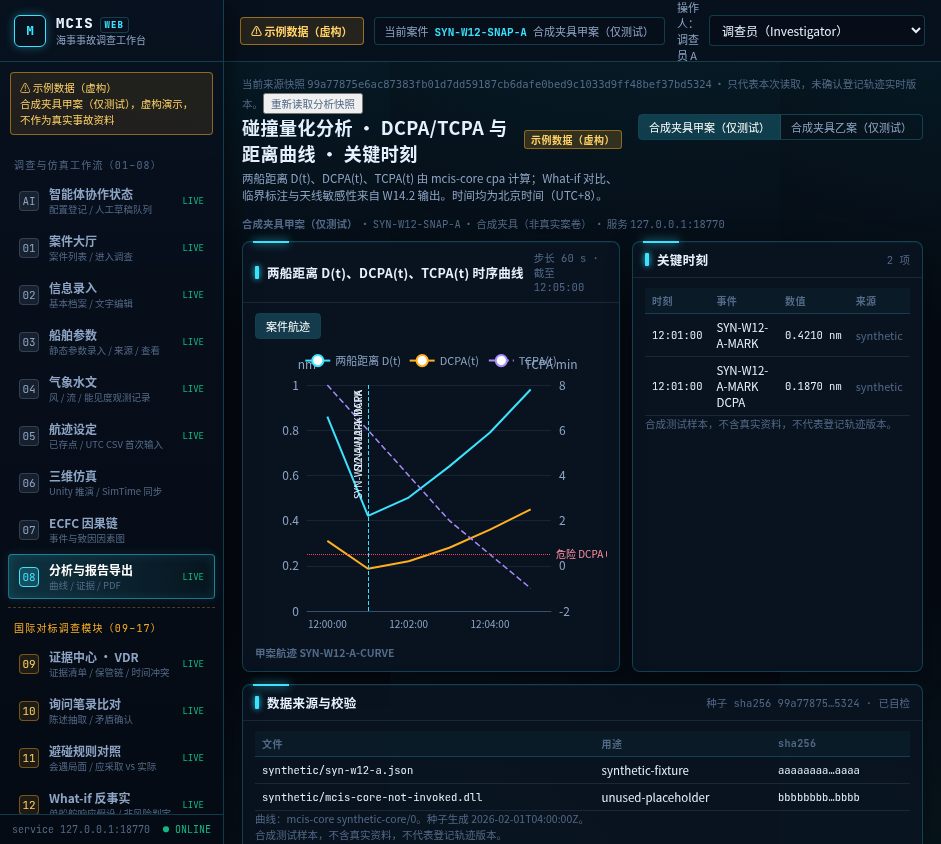 M
MCIS WEB
海事事故调查工作台
⚠ 示例数据（虚构）
合成夹具甲案（仅测试），虚构演示，
不作为真实事故资料
调查与仿真工作流（01-08）
AI 智能体协作状态 LIVE
配置登记 / 人工草稿队列
01 案件大厅 LIVE
案件列表 / 进入调查
02 信息录入 LIVE
基本档案 / 文字编辑
03 船舶参数 LIVE
静态参数录入 / 来源 / 查看
04 气象水文 LIVE
风 / 流 / 能见度观测记录
05 航迹设定 LIVE
已存点 / UTC CSV 首次输入
06 三维仿真
Unity 推演 / SimTime 同步
07 ECFC 因果链
事件与致因因素图
08 分析与报告导出 LIVE
曲线 / 证据 / PDF
国际对标调查模块（09-17）
09 证据中心 · VDR LIVE
证据清单 / 保管链 / 时间冲突
10 询问笔录比对 LIVE
陈述抽取 / 矛盾确认
11 避碰规则对照 LIVE
会遇局面 / 应采取 vs 实际
12 What-if 反事实 LIVE
service 127.0.0.1:18770 ● ONLINE
⚠ 示例数据（虚构）
当前案件 SYN-W12-SNAP-A 合成夹具甲案（仅测试）
操作
人：
调查
员 A
调查员（Investigator）
当前来源快照 99a77875e6ac87383fb01d7dd59187cb6dafe0bed9c1033d9ff48bef37bd5324 · 只代表本次读取，未确认登记轨迹实时版
本。 重新读取分析快照
碰撞量化分析 · DCPA/TCPA 与
距离曲线 · 关键时刻
示例数据（虚构）
合成夹具甲案（仅测试） 合成夹具乙案（仅测试）
两船距离 D(t)、DCPA(t)、TCPA(t) 由 mcis-core cpa 计算；What-if 对比、
临界标注与天线敏感性来自 W14.2 输出。时间均为北京时间（UTC+8）。
合成夹具甲案（仅测试） · SYN-W12-SNAP-A · 合成夹具（非真实案卷） · 服务 127.0.0.1:18770
两船距离 D(t)、DCPA(t)、TCPA(t) 时序曲线
步长 60 s ·
截至
12:05:00
案件航迹
两船距离 D(t) DCPA(t) TCPA(t)
nm
TCPA/min
1
0.8
0.6
0.4
0.2
0
8
6
4
2
0
-2
SYN-W12-A-MARK DCPA
SYN-W12-A-MARK
危险 DCPA
12:00:00 12:02:00 12:04:00
甲案航迹 SYN-W12-A-CURVE
关键时刻 2 项
时刻 事件 数值 来源
12:01:00 SYN-W12-A-MARK 0.4210 nm synthetic
12:01:00 SYN-W12-A-MARK DCPA 0.1870 nm synthetic
合成测试样本，不含真实资料，不代表登记轨迹版本。
数据来源与校验 种子 sha256 99a77875…5324 · 已自检
文件 用途 sha256
synthetic/syn-w12-a.json synthetic-fixture aaaaaaaa…aaaa
synthetic/mcis-core-not-invoked.dll unused-placeholder bbbbbbbb…bbbb
曲线：mcis-core synthetic-core/0。种子生成 2026-02-01T04:00:00Z。
合成测试样本，不含真实资料，不代表登记轨迹版本。